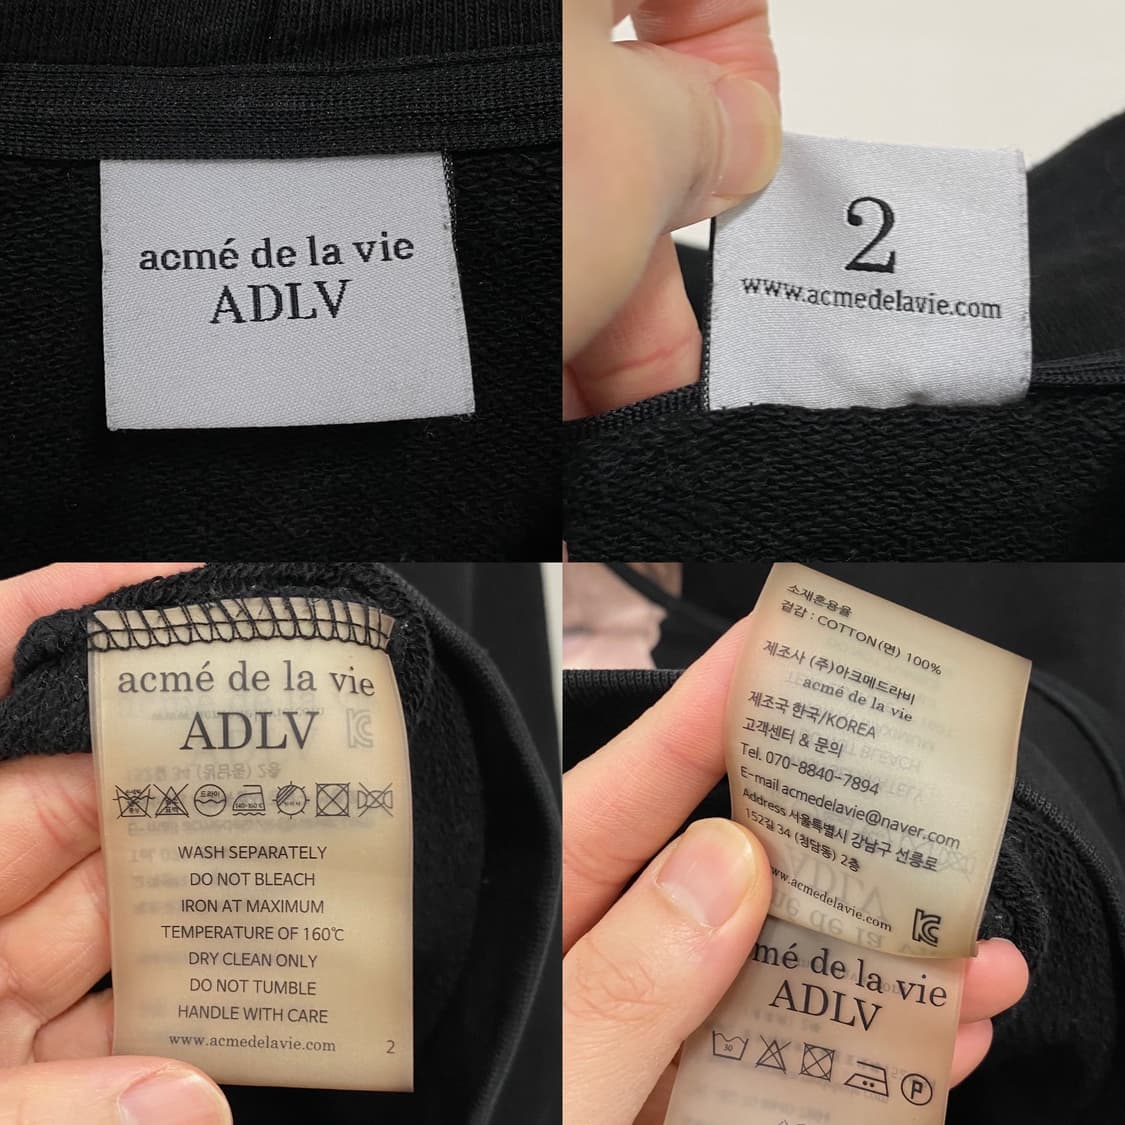 acmé de la vie
ADLV
2
www.acmedelavie.com
acmé de la vie
ADLV
WASH SEPARATELY
DO NOT BLEACH
IRON AT MAXIMUM
TEMPERATURE OF 160℃
DRY CLEAN ONLY
DO NOT TUMBLE
HANDLE WITH CARE
www.acmedelavie.com
2
소재혼용율
겉감 : COTTON(면) 100%
제조사 (주)아크메드라비
acmé de la vie
제조국 한국/KOREA
고객센터 & 문의
Tel. 070-8840-7894
E-mail acmedelavie@naver.com
Address 서울특별시 강남구 선릉로
152길 34 (청담동) 2층
www.acmedelavie.com
mé de la vie
ADLV
30
P